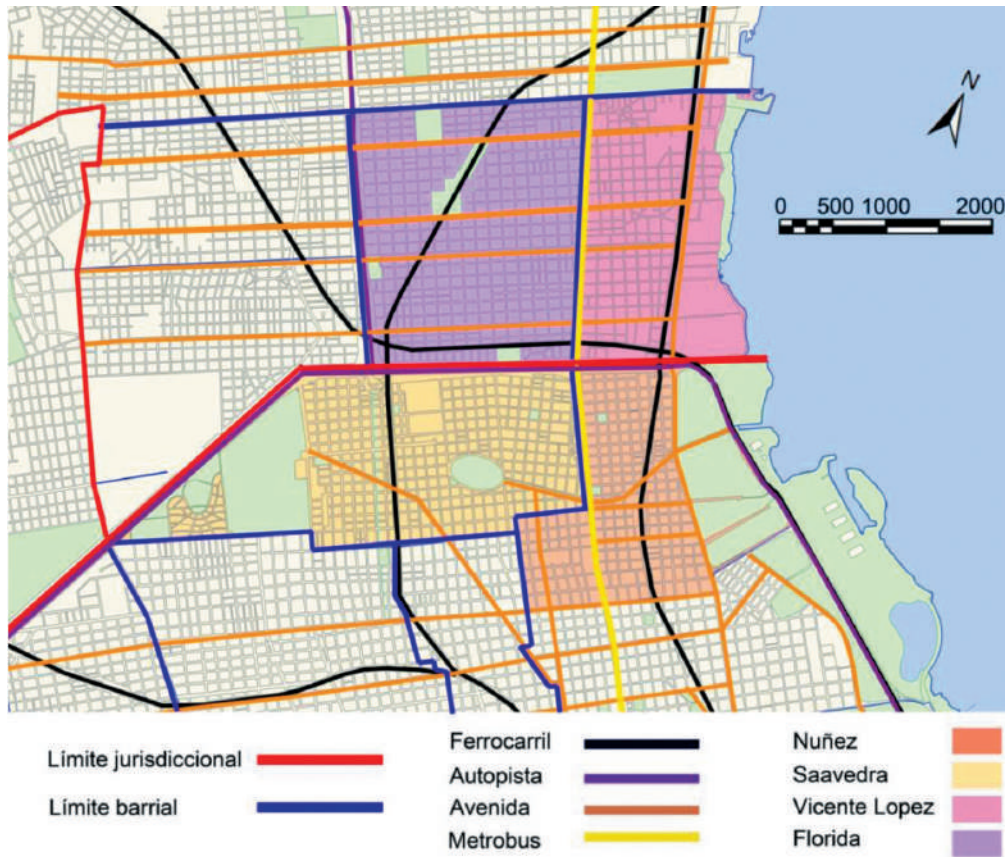 N
0 500 1000 2000
Límite jurisdiccional
Límite barrial
Ferrocarril
Autopista
Avenida
Metrobus
Nuñez
Saavedra
Vicente Lopez
Florida